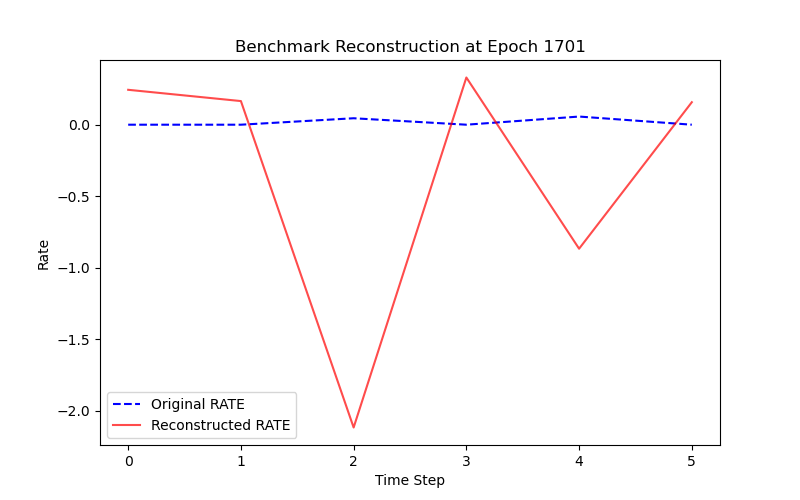 Benchmark Reconstruction at Epoch 1701
Rate
0.0
−0.5
−1.0
−1.5
−2.0
Original RATE
Reconstructed RATE
0 1 2 3 4 5
Time Step